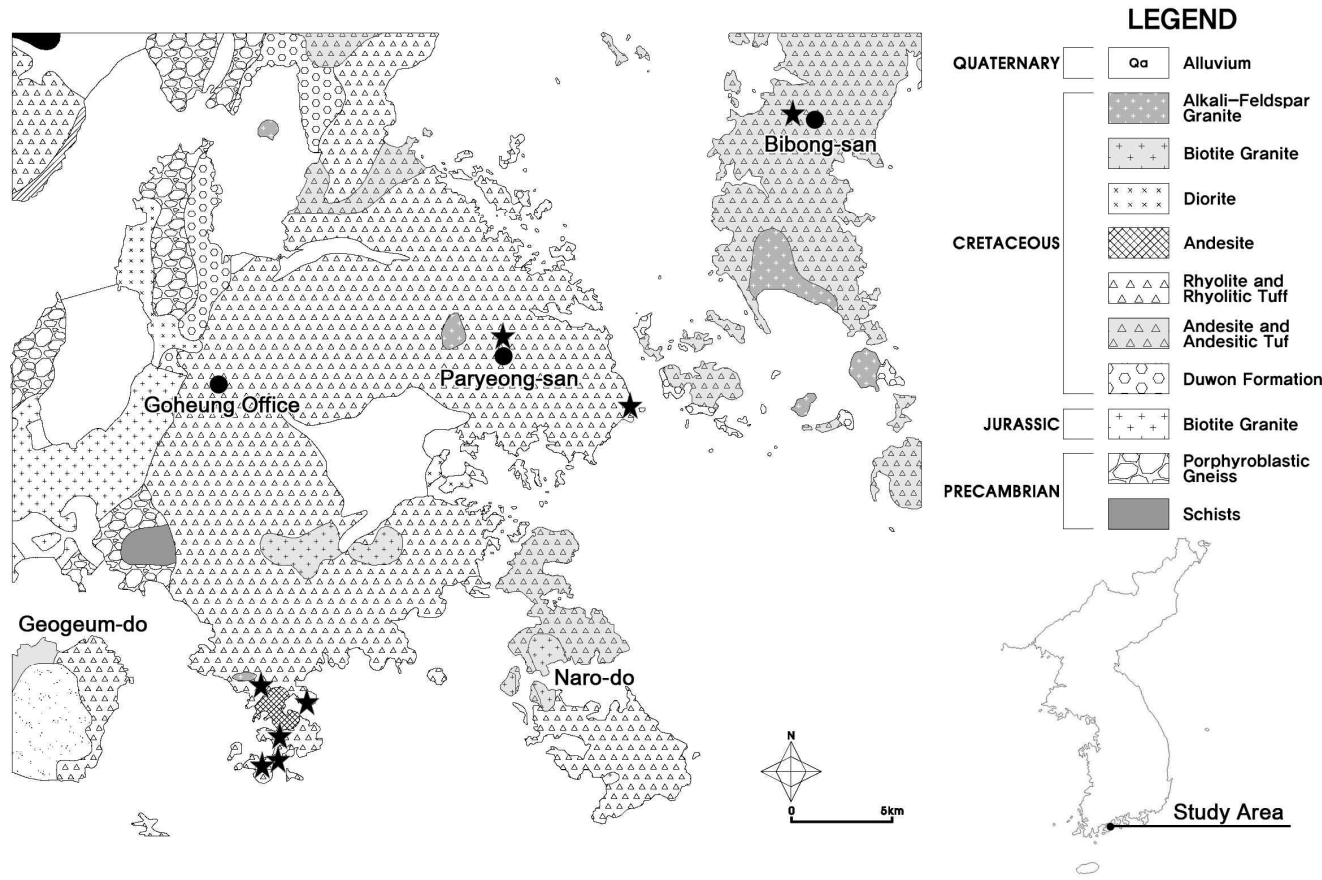 LEGEND
QUATERNARY
Qa
Alluvium
CRETACEOUS
Alkali-Feldspar
Granite
Biotite Granite
Diorite
Andesite
Rhyolite and
Rhyolitic Tuff
Andesite and
Andesitic Tuf
Duwon Formation
JURASSIC
Biotite Granite
PRECAMBRIAN
Porphyroblastic
Gneiss
Schists
Bibong-san
Paryeong-san
Goheung Office
Geogeum-do
Naro-do
N
0
5km
Study Area